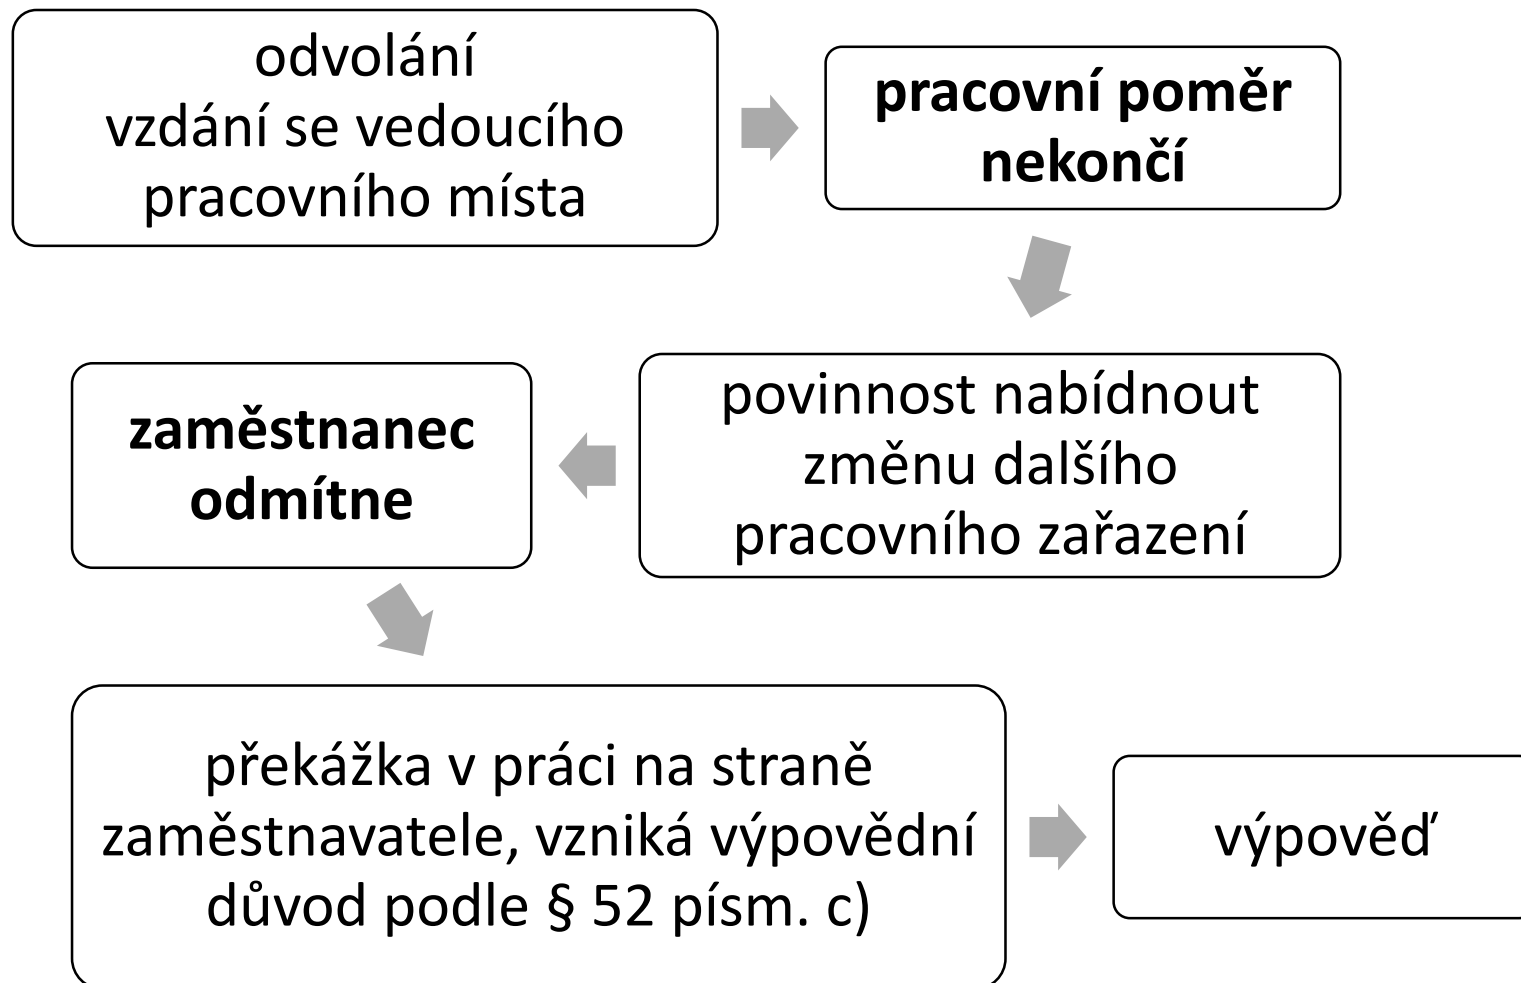 odvolání
vzdání se vedoucího
pracovního místa
pracovní poměr
nekončí
povinnost nabídnout
změnu dalšího
pracovního zařazení
zaměstnanec
odmítne
překážka v práci na straně
zaměstnavatele, vzniká výpovědní
důvod podle § 52 písm. c)
výpověď